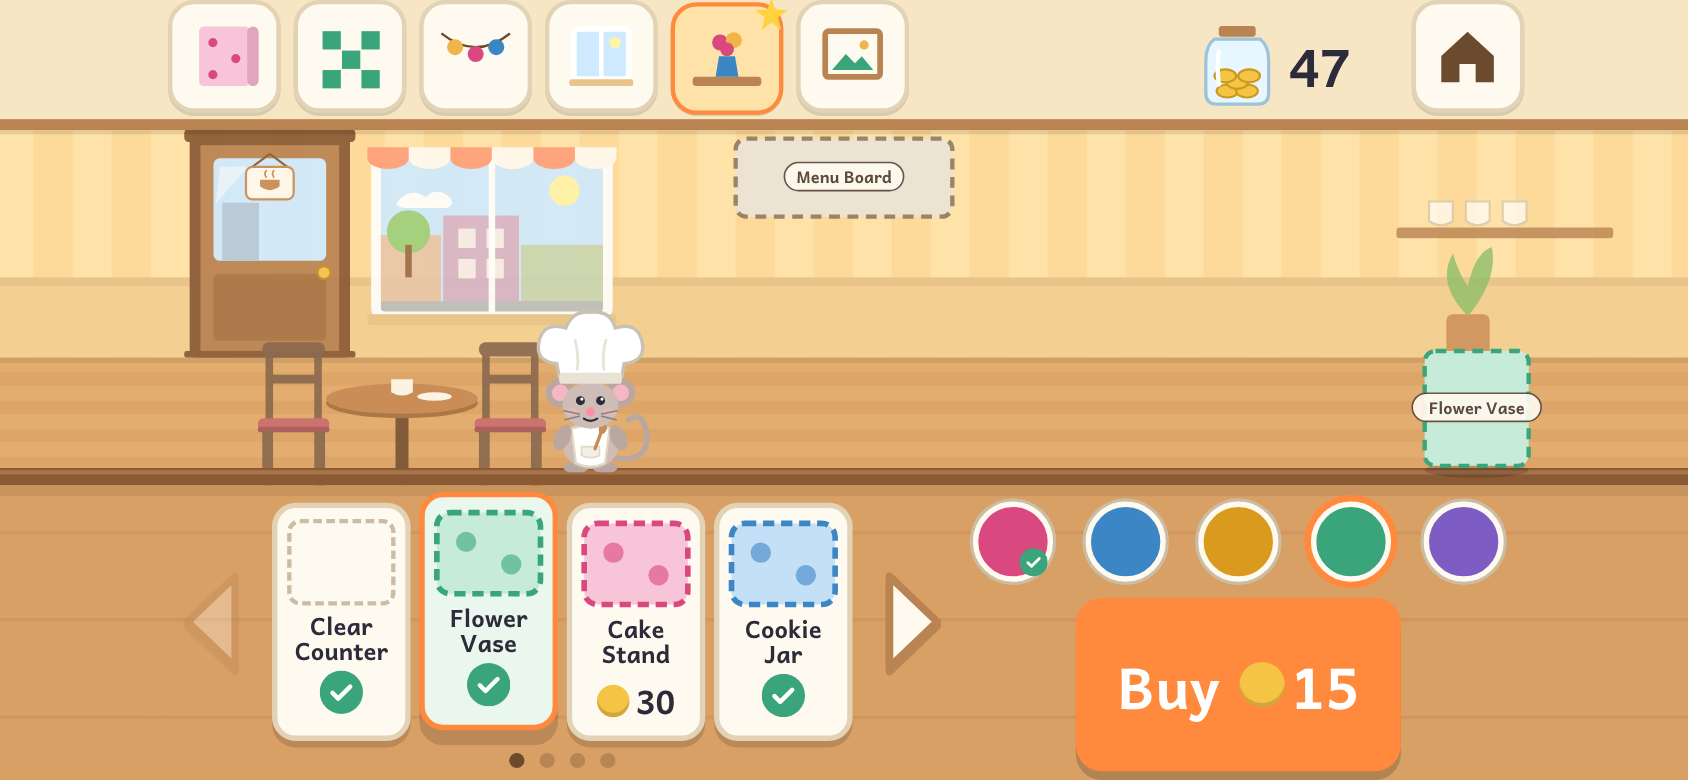 47
Menu Board
Flower Vase
Clear
Counter
Flower
Vase
Cake
Stand
30
Cookie
Jar
Buy 15